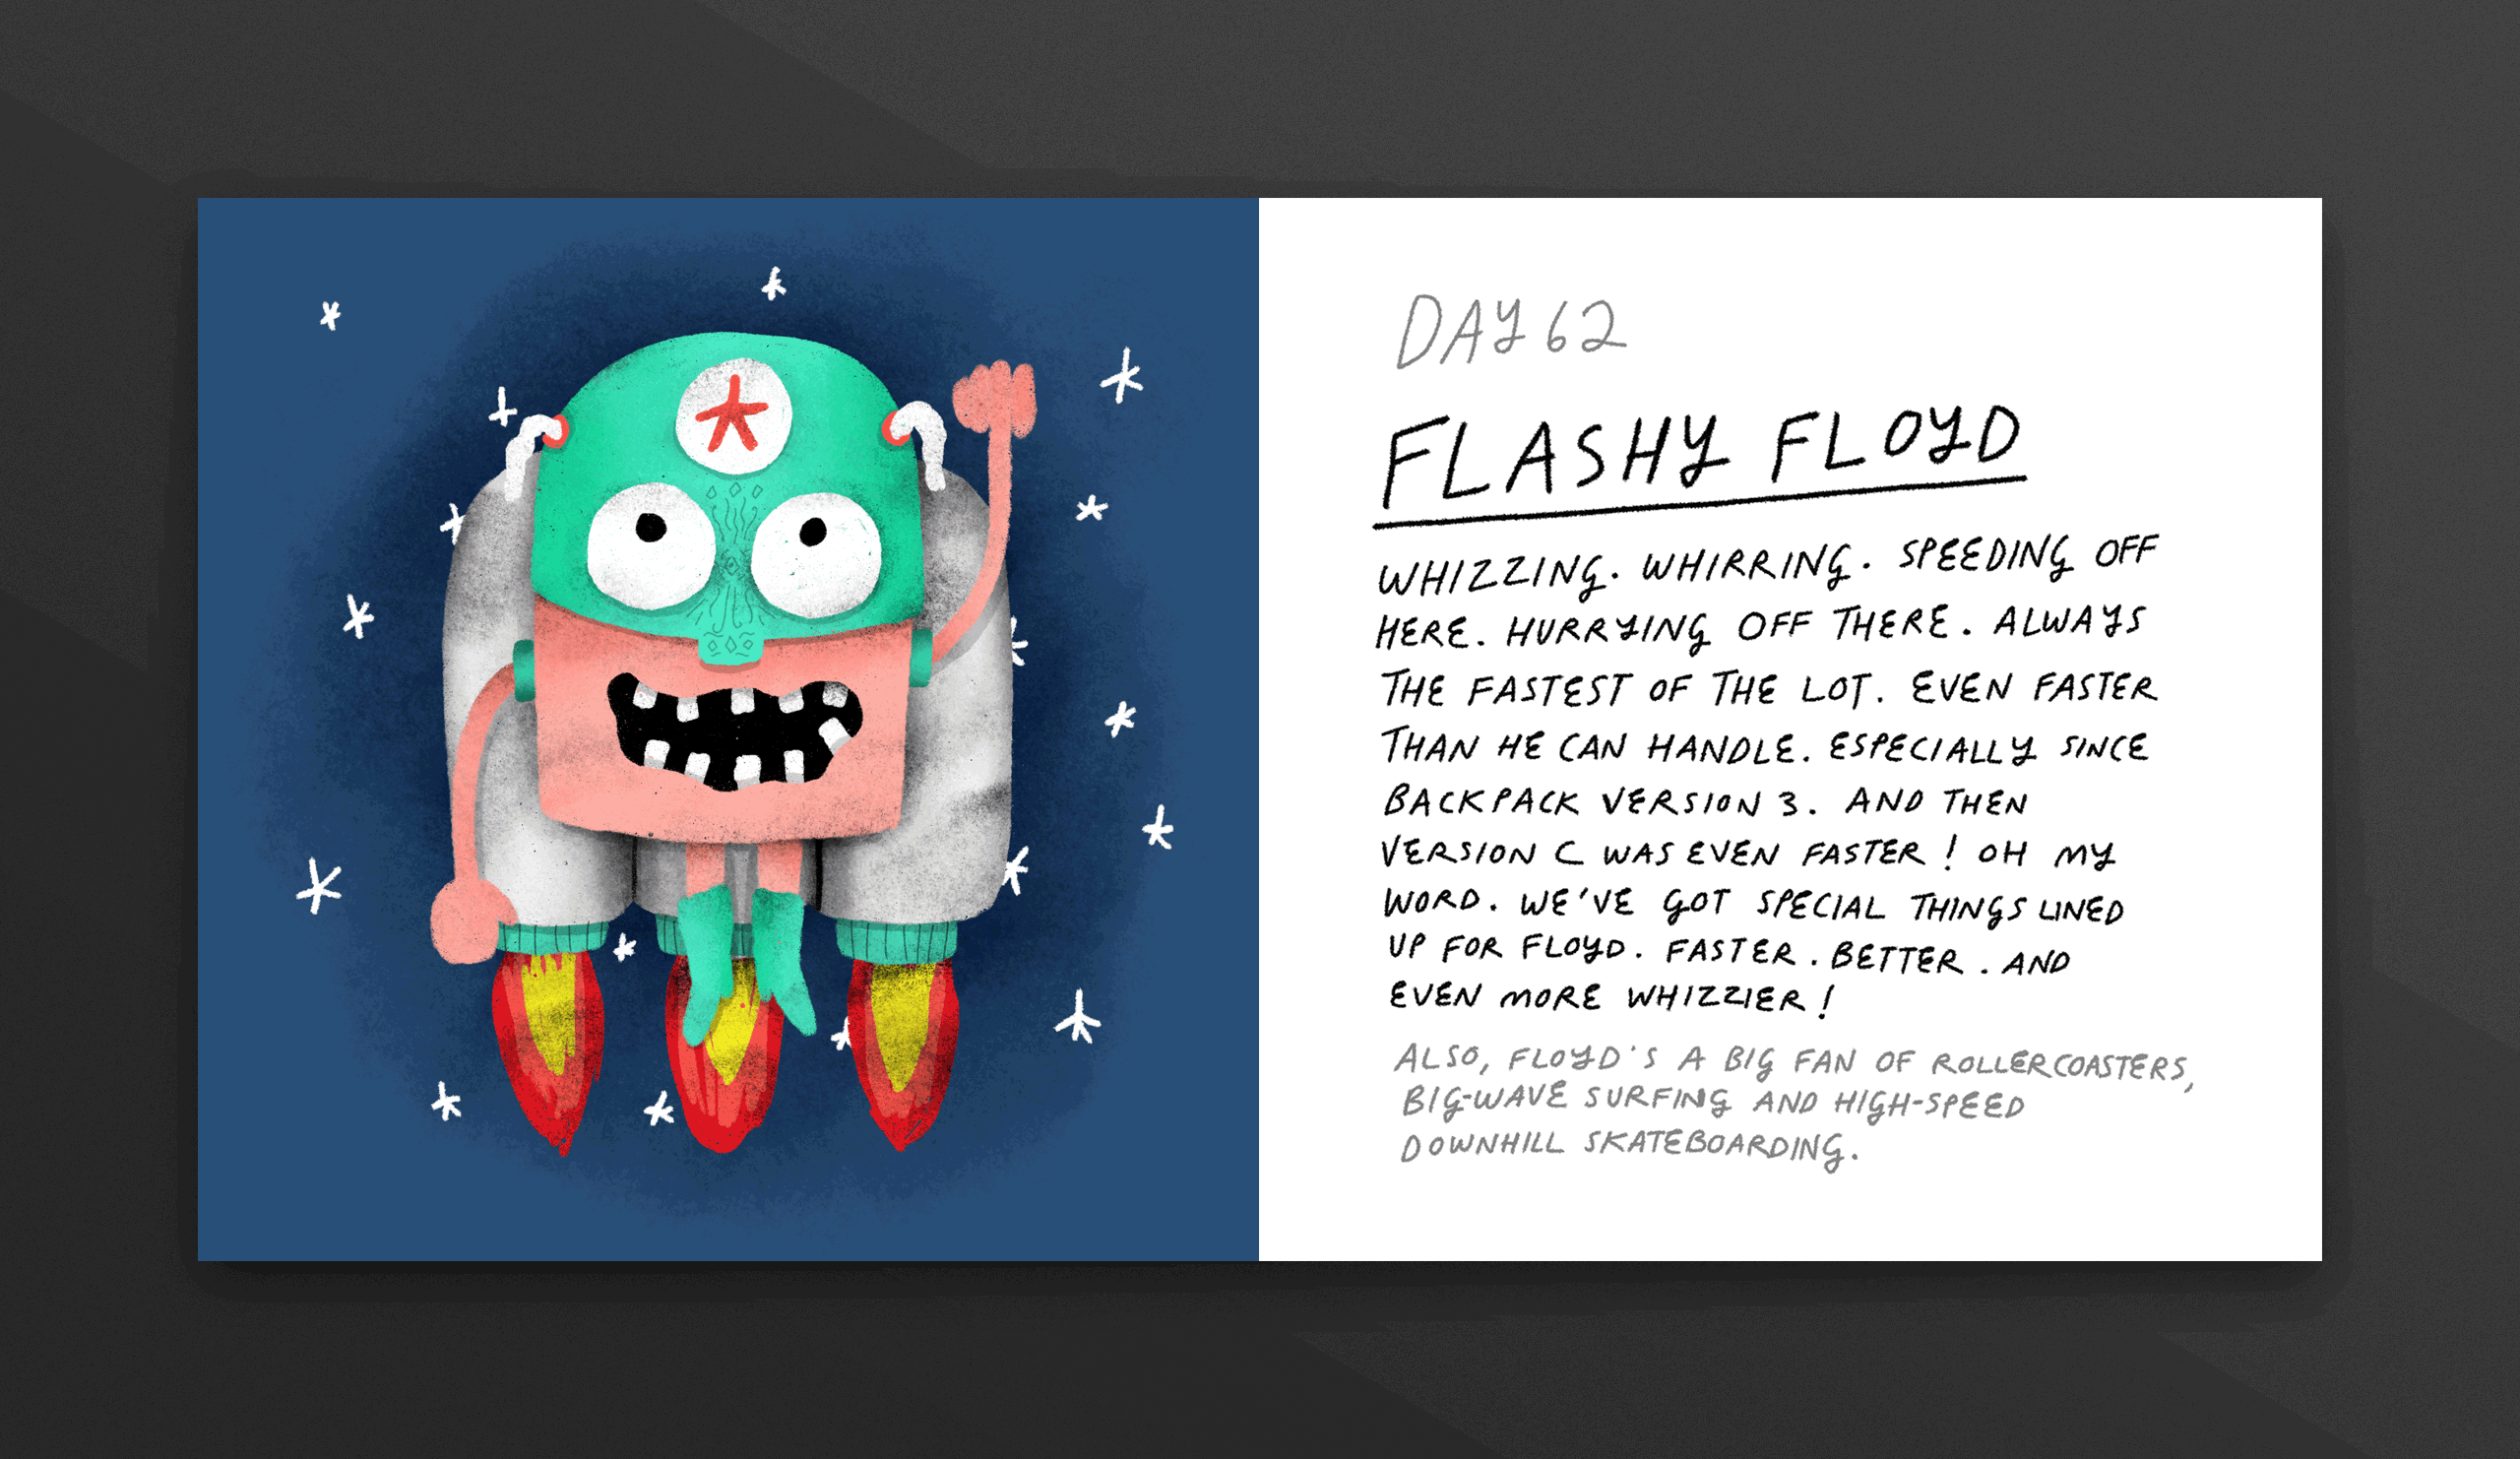 DAY 62
FLASHY FLOYD
WHIZZING. WHIRRING. SPEEDING OFF
HERE. HURRYING OFF THERE. ALWAYS
THE FASTEST OF THE LOT. EVEN FASTER
THAN HE CAN HANDLE. ESPECIALLY SINCE
BACKPACK VERSION 3. AND THEN
VERSION C WAS EVEN FASTER! OH MY
WORD. WE'VE GOT SPECIAL THINGS LINED
UP FOR FLOYD. FASTER. BETTER. AND
EVEN MORE WHIZZIER!
ALSO, FLOYD'S A BIG FAN OF ROLLERCOASTERS,
BIG-WAVE SURFING AND HIGH-SPEED
DOWNHILL SKATEBOARDING.